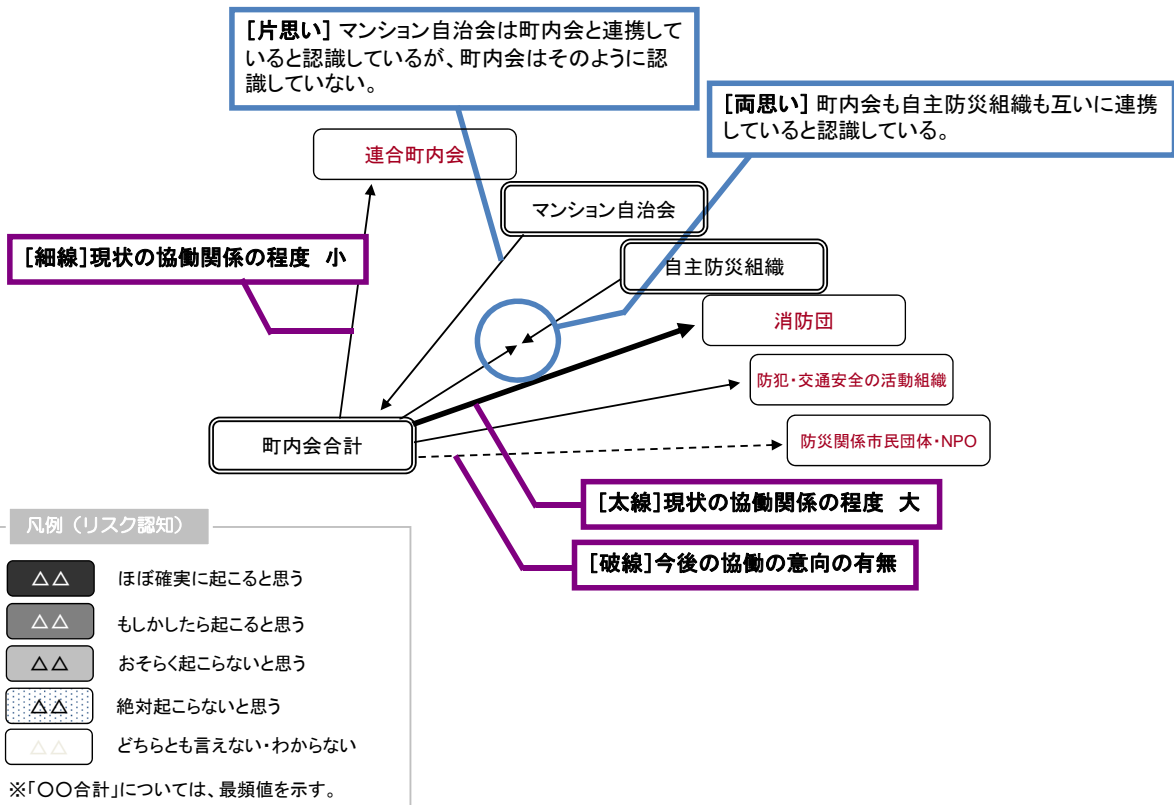 [片思い] マンション自治会は町内会と連携して
いると認識しているが、町内会はそのように認
識していない。
[両思い] 町内会も自主防災組織も互いに連携
していると認識している。
連合町内会
マンション自治会
[細線]現状の協働関係の程度 小
自主防災組織
消防団
防犯・交通安全の活動組織
町内会合計
防災関係市民団体・NPO
[太線]現状の協働関係の程度 大
[破線]今後の協働の意向の有無
凡例（リスク認知）
△△ ほぼ確実に起こると思う
△△ もしかしたら起こると思う
△△ おそらく起こらないと思う
△△ 絶対起こらないと思う
△△ どちらとも言えない・わからない
※「〇〇合計」については、最頻値を示す。